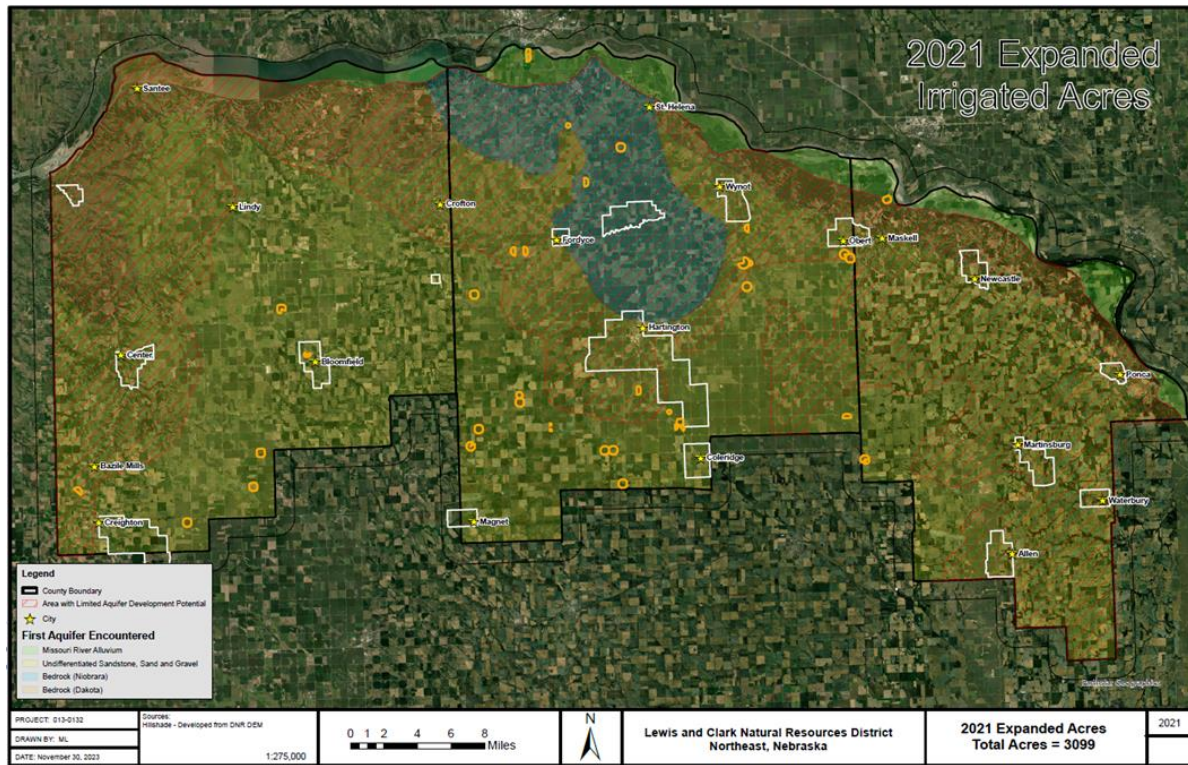 2021 Expanded
Irrigated Acres
Santee
St. Helena
Wynot
Lindy
Crofton
Fordyce
Obert
Maskell
Newcastle
Hartington
Center
Bloomfield
Ponca
Martinsburg
Bazile Mills
Coleridge
Waterbury
Creighton
Magnet
Allen
Legend
County Boundary
Area with Limited Aquifer Development Potential
City
First Aquifer Encountered
Missouri River Alluvium
Undifferentiated Sandstone, Sand and Gravel
Bedrock (Niobrara)
Bedrock (Dakota)
Earthstar Geographics
PROJECT: 013-0132
DRAWN BY: ML
DATE: November 30, 2023
Sources:
Hillshade - Developed from DNR DEM
1:275,000
0 1 2 4 6 8
Miles
N
Lewis and Clark Natural Resources District
Northeast, Nebraska
2021 Expanded Acres
Total Acres = 3099
2021